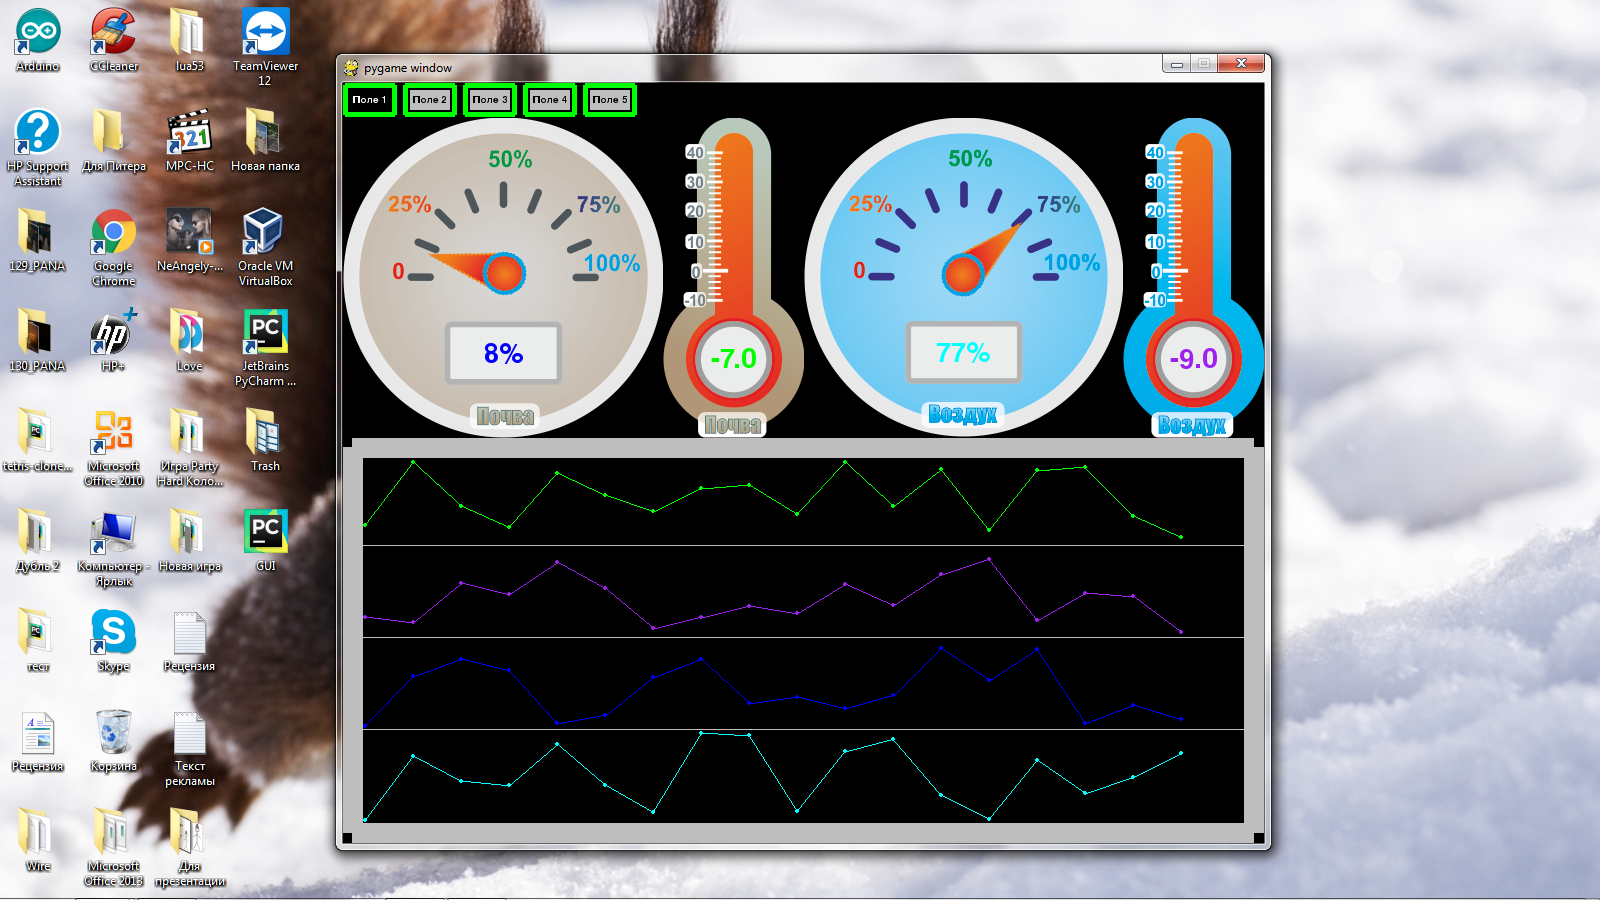 Arduino
CCleaner
lua53
TeamViewer
12
HP Support
Assistant
Для Питера
MPC-HC
Новая папка
129_PANA
Google
Chrome
NeAngely-...
Oracle VM
VirtualBox
130_PANA
HP+
Love
JetBrains
PyCharm ...
tetris-clone...
Microsoft
Office 2010
Игра Party
Hard Коло...
Trash
Дубль 2
Компьютер -
Ярлык
Новая игра
GUI
тест
Skype
Рецензия
Рецензия
Корзина
Текст
рекламы
Wire
Microsoft
Office 2013
Для
презентации
pygame window
Поле 1
Поле 2
Поле 3
Поле 4
Поле 5
0
25%
50%
75%
100%
8%
Почва
40
30
20
10
0
-10
-7.0
Почва
0
25%
50%
75%
100%
77%
Воздух
40
30
20
10
0
-10
-9.0
Воздух